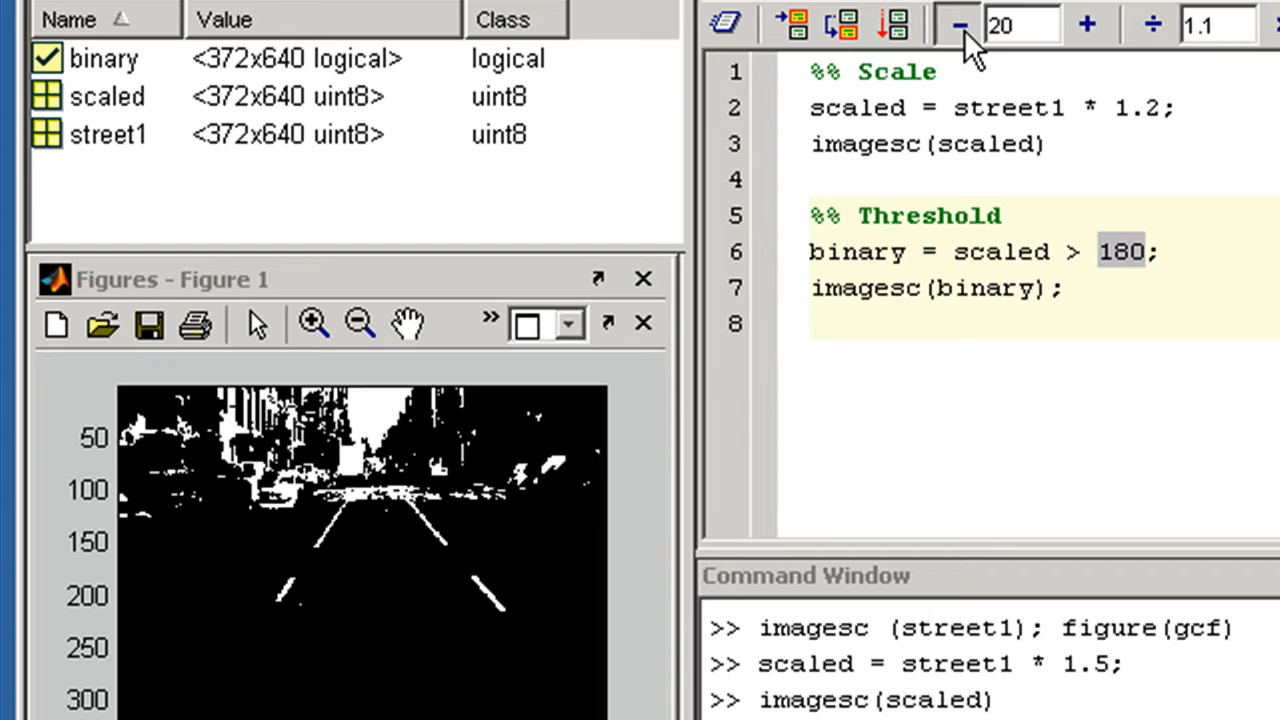 Name Value Class
binary <372x640 logical> logical
scaled <372x640 uint8> uint8
street1 <372x640 uint8> uint8
Figures - Figure 1
50
100
150
200
250
300
20 1.1
1 %% Scale
2 scaled = street1 * 1.2;
3 imagesc(scaled)
4
5 %% Threshold
6 binary = scaled > 180;
7 imagesc(binary);
8
Command Window
>> imagesc (street1); figure(gcf)
>> scaled = street1 * 1.5;
>> imagesc(scaled)